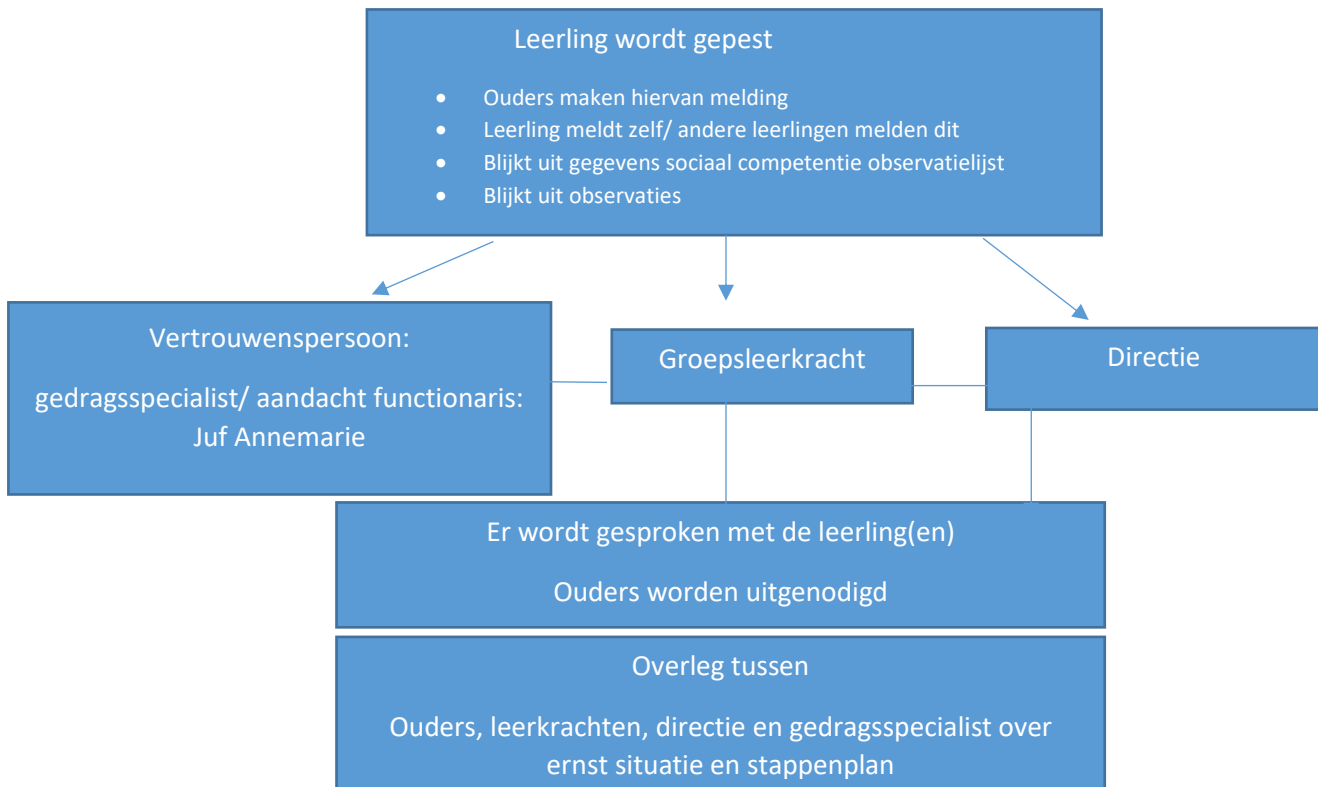 Leerling wordt gepest
• Ouders maken hiervan melding
• Leerling meldt zelf/ andere leerlingen melden dit
• Blijkt uit gegevens sociaal competentie observatielijst
• Blijkt uit observaties
Vertrouwenspersoon:
gedragsspecialist/ aandacht functionaris:
Juf Annemarie
Groepsleerkracht
Directie
Er wordt gesproken met de leerling(en)
Ouders worden uitgenodigd
Overleg tussen
Ouders, leerkrachten, directie en gedragsspecialist over
ernst situatie en stappenplan